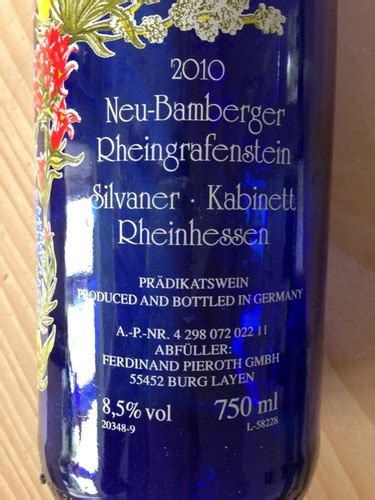 2010
Neu-Bamberger
Rheingrafenstein
Silvaner · Kabinett
Rheinhessen
PRÄDIKATSWEIN
PRODUCED AND BOTTLED IN GERMANY
A.-P.-NR. 4 298 072 022 11
ABFÜLLER:
FERDINAND PIEROTH GMBH
55452 BURG LAYEN
8,5% vol 750 ml
20348-9 L-58228